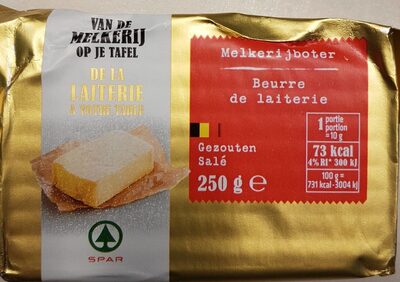 VAN DE
MELKERIJ
OP JE TAFEL
DE LA
LAITERIE
À VOTRE TABLE
SPAR
Melkerijboter
Beurre
de laiterie
Gezouten
Salé
250 g e
1 portie
portion
=10 g
73 kcal
4% RI* 300 kJ
100 g =
731 kcal-3004 kj